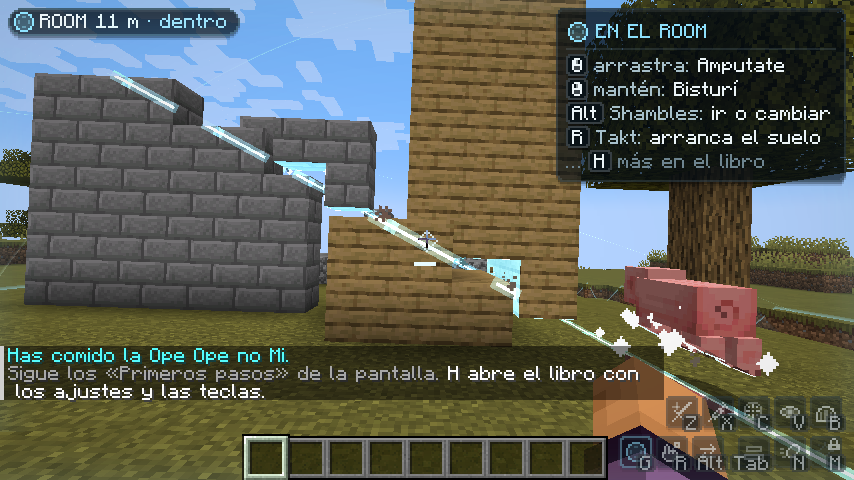 ROOM 11 m · dentro
EN EL ROOM
arrastra: Amputate
mantén: Bisturí
Alt Shambles: ir o cambiar
R Takt: arranca el suelo
... H más en el libro
Has comido la Ope Ope no Mi.
Sigue los «Primeros pasos» de la pantalla. H abre el libro con
los ajustes y las teclas.
Z X C V B
G R Alt Tab N M